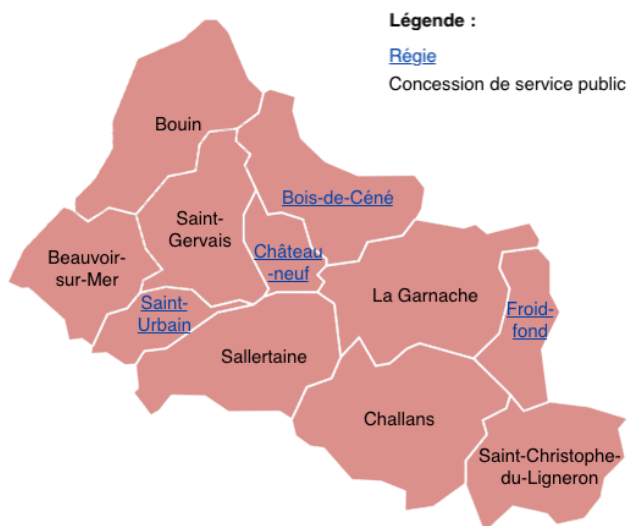 Légende :
Régie
Concession de service public
Bouin
Bois-de-Céné
Saint-
Gervais
Château
-neuf
Beauvoir-
sur-Mer
La Garnache
Saint-
Urbain
Froid-
fond
Sallertaine
Challans
Saint-Christophe-
du-Ligneron